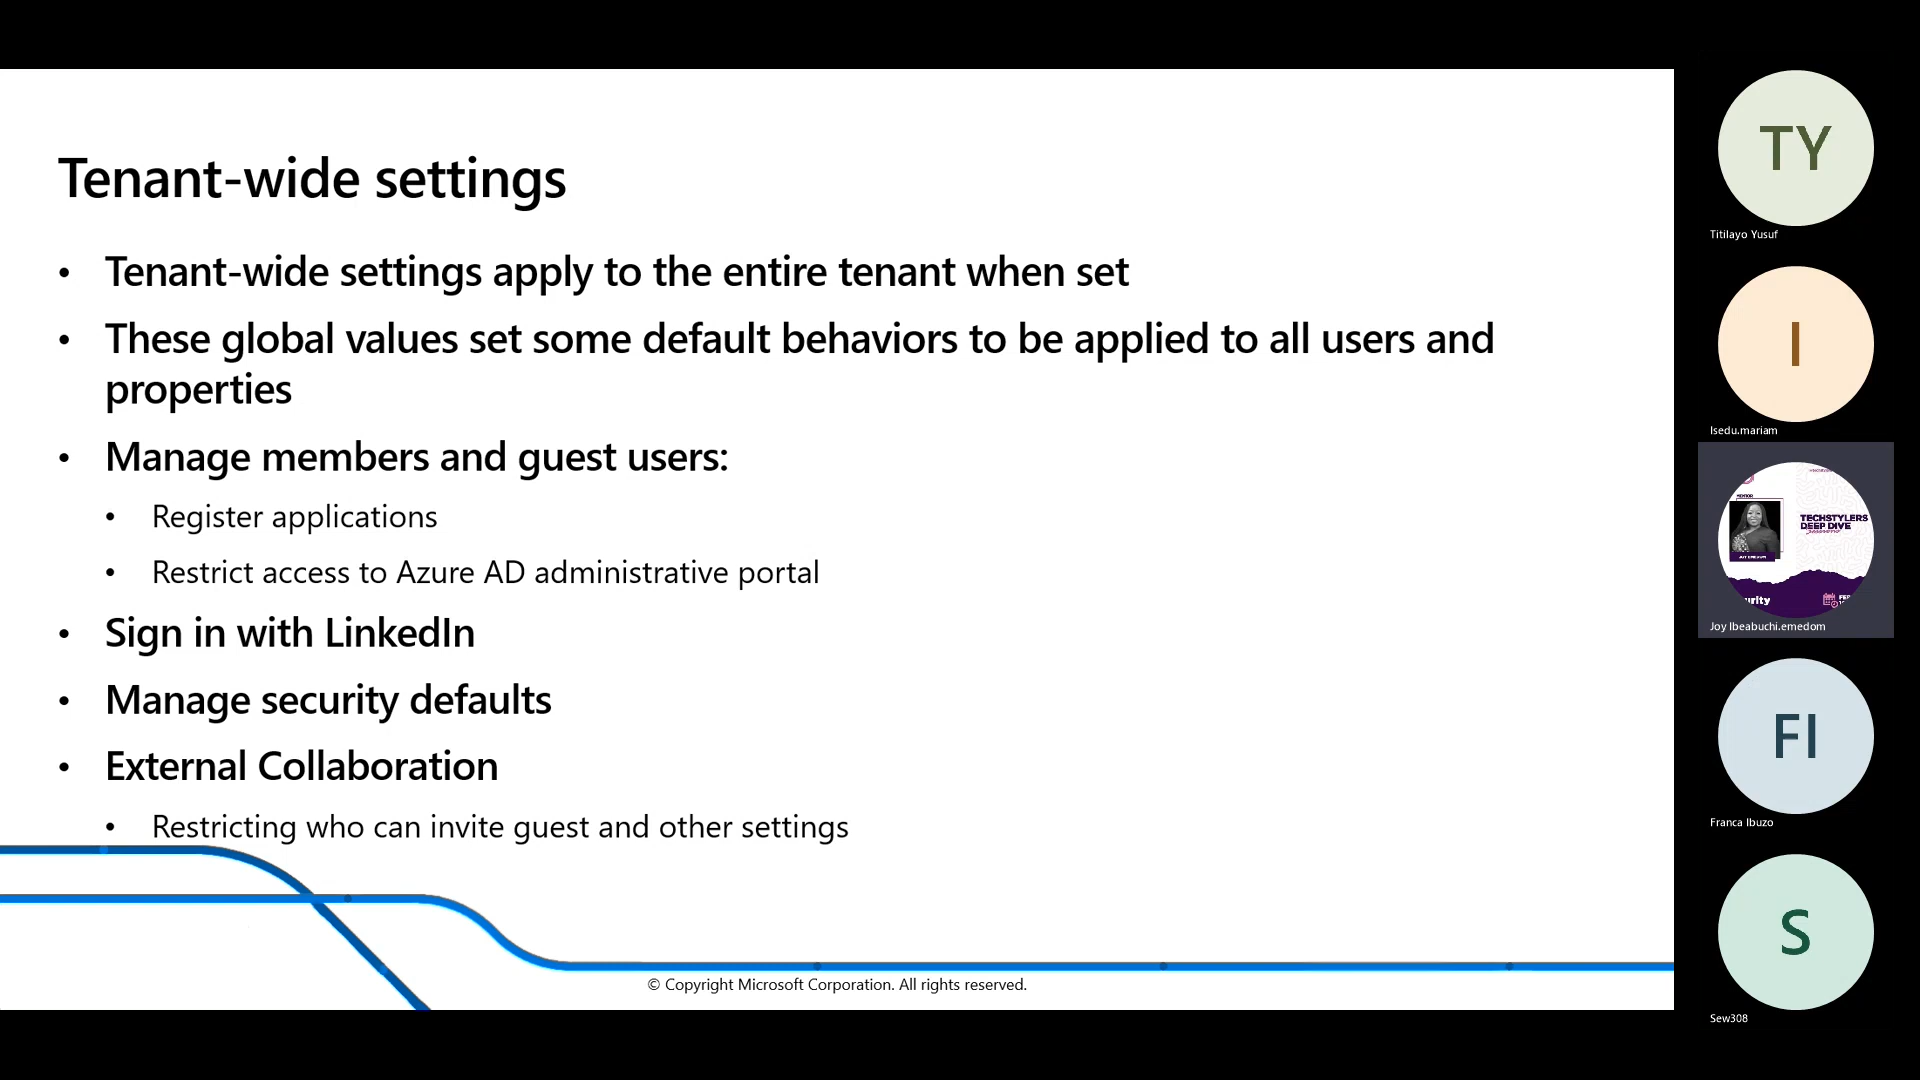 Tenant-wide settings
• Tenant-wide settings apply to the entire tenant when set
• These global values set some default behaviors to be applied to all users and
properties
• Manage members and guest users:
• Register applications
• Restrict access to Azure AD administrative portal
• Sign in with LinkedIn
• Manage security defaults
• External Collaboration
• Restricting who can invite guest and other settings
© Copyright Microsoft Corporation. All rights reserved.
TY
Titilayo Yusuf
I
Isedu.mariam
MENTOR
TECHSTYLERS
DEEP DIVE
urity
FE
Joy Ibeabuchi.emedom
FI
Franca Ibuzo
S
Sew308